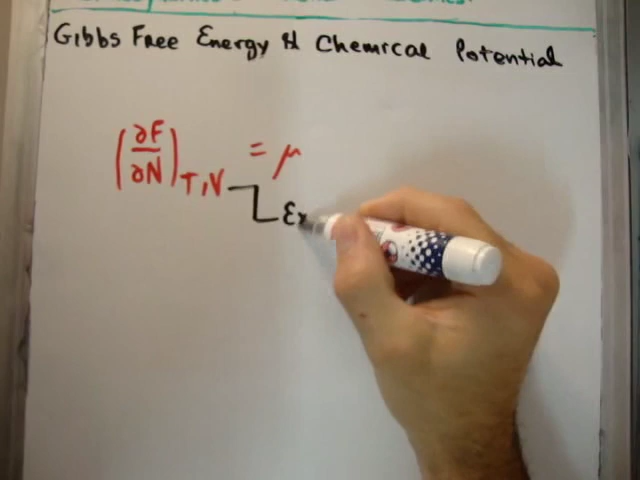 Gibbs Free Energy & Chemical Potential
(∂F/∂N)T,V = μ
Ex